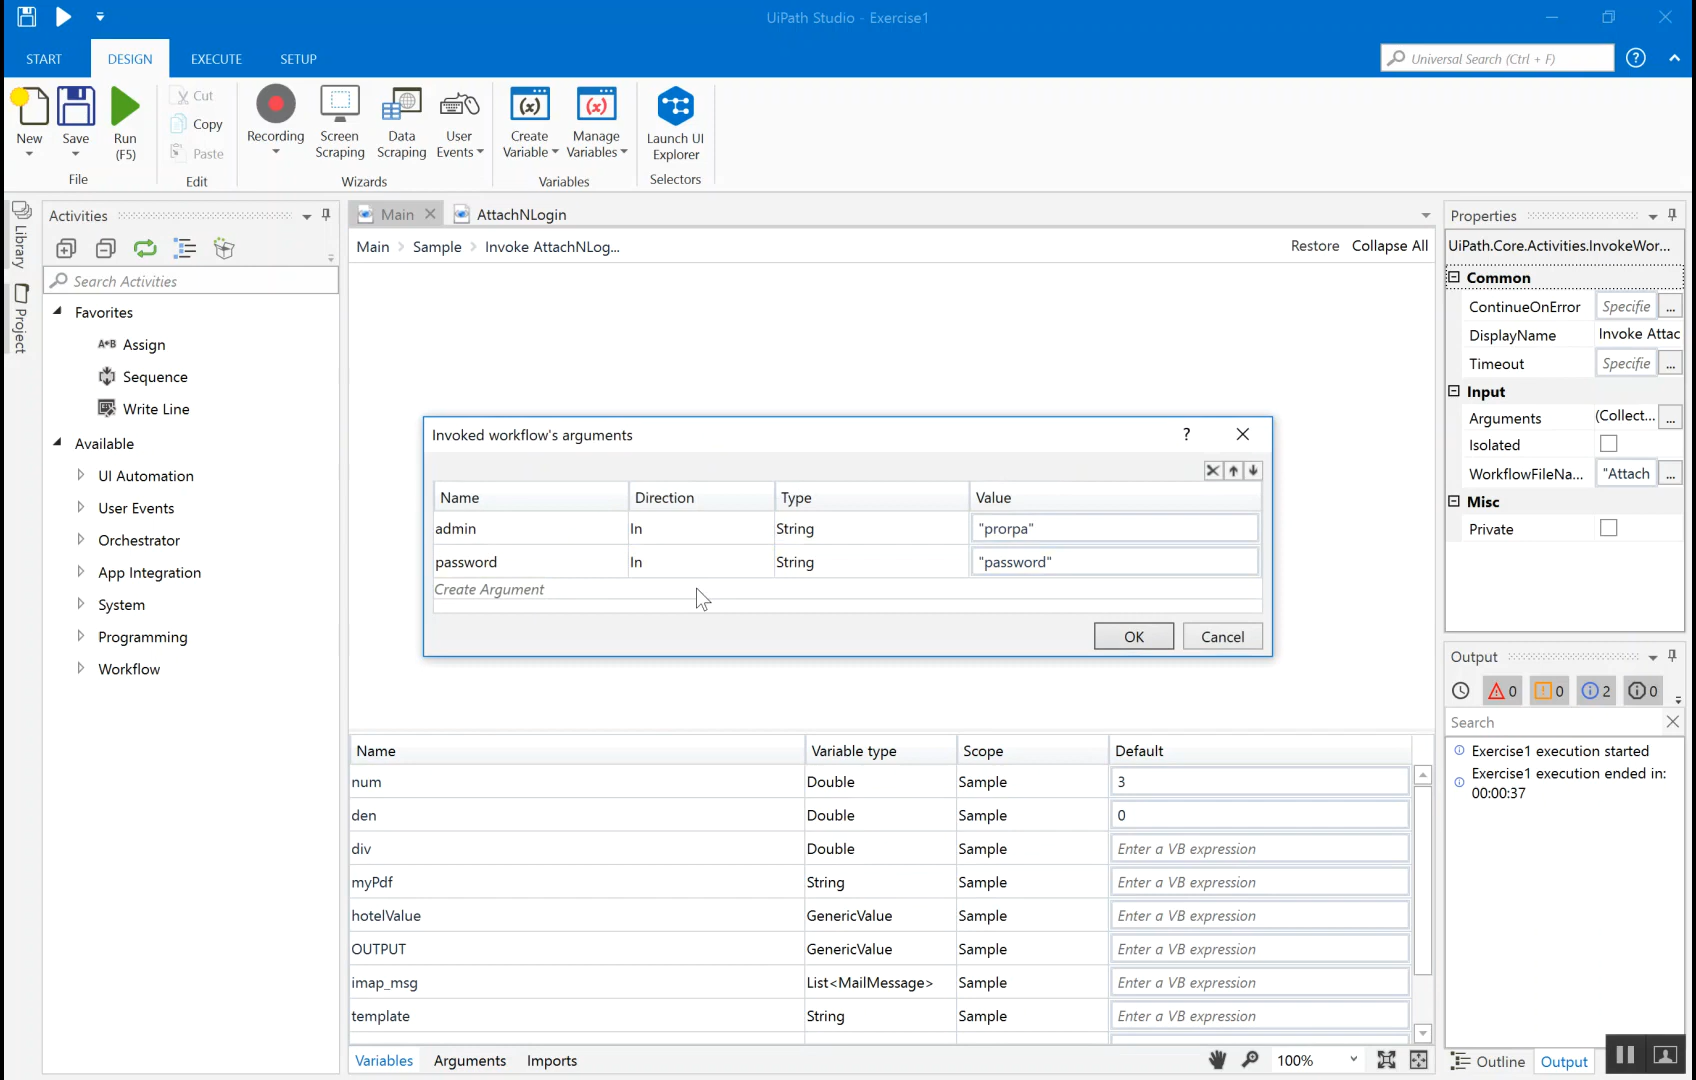 UiPath Studio - Exercise1
START
DESIGN
EXECUTE
SETUP
Universal Search (Ctrl + F)
?
New
Save
Run
(F5)
File
Cut
Copy
Paste
Edit
Recording
Screen
Scraping
Data
Scraping
User
Events
Wizards
Create
Variable
Manage
Variables
Variables
Launch UI
Explorer
Selectors
Library
Project
Activities
Search Activities
Favorites
A+B Assign
Sequence
Write Line
Available
UI Automation
User Events
Orchestrator
App Integration
System
Programming
Workflow
Main
AttachNLogin
Main > Sample > Invoke AttachNLog...
Restore Collapse All
Invoked workflow's arguments
?
Name Direction Type Value
admin In String "prorpa"
password In String "password"
Create Argument
OK Cancel
Name Variable type Scope Default
num Double Sample 3
den Double Sample 0
div Double Sample Enter a VB expression
myPdf String Sample Enter a VB expression
hotelValue GenericValue Sample Enter a VB expression
OUTPUT GenericValue Sample Enter a VB expression
imap_msg List<MailMessage> Sample Enter a VB expression
template String Sample Enter a VB expression
Variables Arguments Imports
100%
Properties
UiPath.Core.Activities.InvokeWor...
Common
ContinueOnError Specifie ...
DisplayName Invoke Attac
Timeout Specifie ...
Input
Arguments (Collect... ...
Isolated
WorkflowFileNa... "Attach ...
Misc
Private
Output
0 0 2 0
Search
Exercise1 execution started
Exercise1 execution ended in:
00:00:37
Outline Output